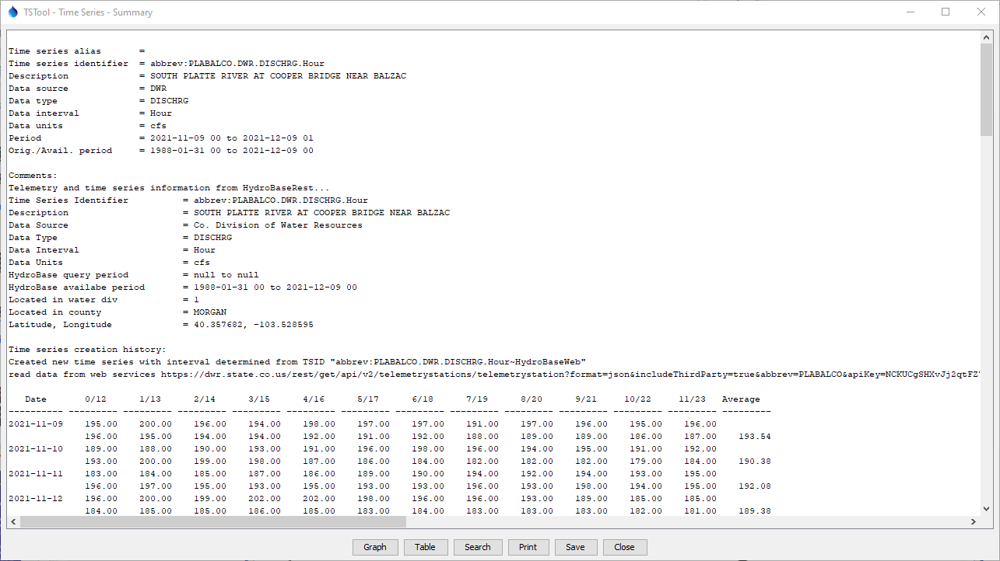 TSTool - Time Series - Summary
Time series alias       =
Time series identifier  = abbrev:PLABALCO.DWR.DISCHRG.Hour
Description             = SOUTH PLATTE RIVER AT COOPER BRIDGE NEAR BALZAC
Data source             = DWR
Data type               = DISCHRG
Data interval           = Hour
Data units              = cfs
Period                  = 2021-11-09 00 to 2021-12-09 01
Orig./Avail. period     = 1988-01-31 00 to 2021-12-09 00
Comments:
Telemetry and time series information from HydroBaseRest...
Time Series Identifier          = abbrev:PLABALCO.DWR.DISCHRG.Hour
Description                     = SOUTH PLATTE RIVER AT COOPER BRIDGE NEAR BALZAC
Data Source                     = Co. Division of Water Resources
Data Type                       = DISCHRG
Data Interval                   = Hour
Data Units                      = cfs
HydroBase query period          = null to null
HydroBase availabe period       = 1988-01-31 00 to 2021-12-09 00
Located in water div            = 1
Located in county               = MORGAN
Latitude, Longitude             = 40.357682, -103.528595
Time series creation history:
Created new time series with interval determined from TSID "abbrev:PLABALCO.DWR.DISCHRG.Hour~HydroBaseWeb"
read data from web services https://dwr.state.co.us/rest/get/api/v2/telemetrystations/telemetrystation?format=json&includeThirdParty=true&abbrev=PLABALCO&apiKey=NCKUCgSHXvJj2qtFZ
   Date       0/12      1/13      2/14      3/15      4/16      5/17      6/18      7/19      8/20      9/21     10/22     11/23   Average
---------- --------- --------- --------- --------- --------- --------- --------- --------- --------- --------- --------- --------- ---------
2021-11-09    195.00    200.00    196.00    194.00    198.00    197.00    197.00    191.00    197.00    196.00    195.00    196.00
              196.00    195.00    194.00    194.00    192.00    191.00    192.00    188.00    189.00    189.00    186.00    187.00    193.54
2021-11-10    189.00    188.00    190.00    193.00    191.00    196.00    198.00    196.00    194.00    195.00    191.00    192.00
              193.00    200.00    199.00    198.00    187.00    186.00    184.00    182.00    182.00    182.00    179.00    184.00    190.38
2021-11-11    183.00    184.00    185.00    187.00    186.00    189.00    190.00    194.00    192.00    194.00    193.00    195.00
              196.00    197.00    195.00    193.00    195.00    193.00    193.00    196.00    193.00    198.00    194.00    195.00    192.08
2021-11-12    196.00    200.00    199.00    202.00    202.00    198.00    196.00    196.00    193.00    189.00    185.00    185.00
              184.00    185.00    185.00    186.00    185.00    183.00    184.00    183.00    183.00    183.00    182.00    181.00    189.38
Graph Table Search Print Save Close